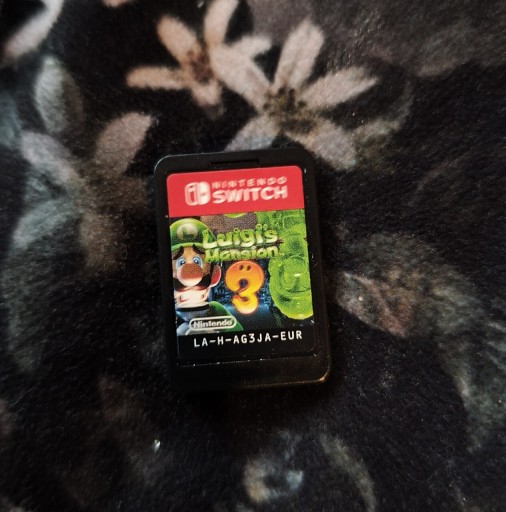 NINTENDO
SWITCH
Luigi's
Mansion
3
Nintendo
LA-H-AG3JA-EUR